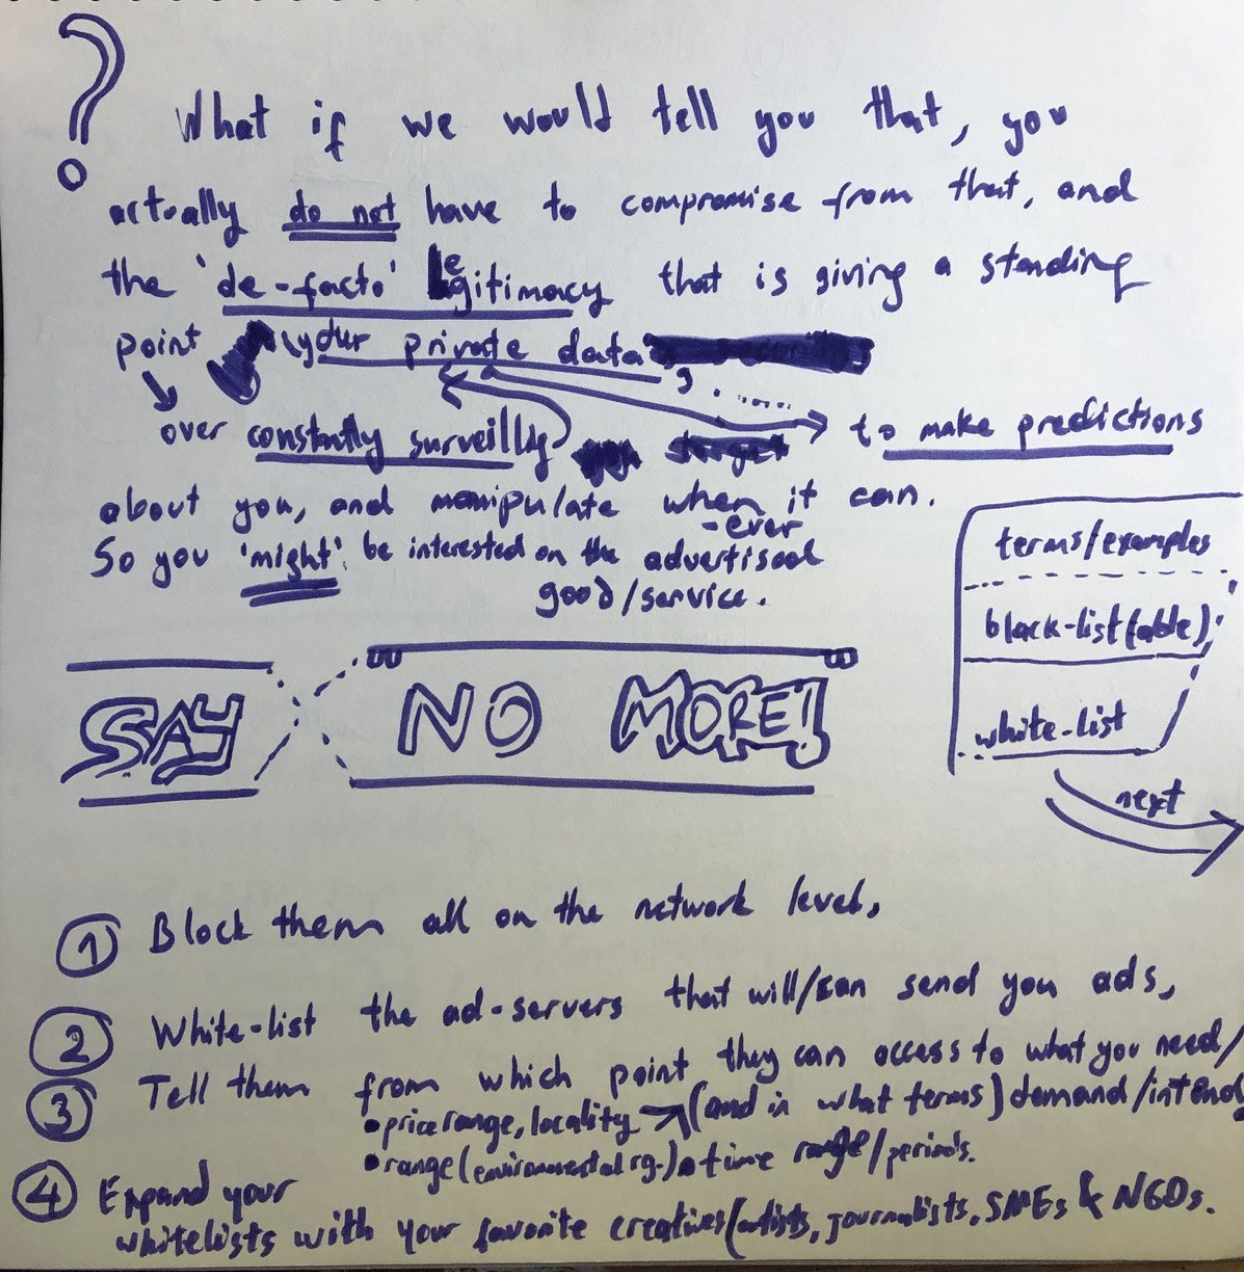 ?
What if we would tell you that, you
actually do not have to compromise from that, and
the 'de-facto' Legitimacy that is giving a standing
point your private data,
over constantly surveilling to make predictions
about you, and manipulate when it can.
-ever
So you 'might' be interested on the advertised
good/service.
terms/examples
black-list(able)
white-list
next
SAY NO MORE!
1 Block them all on the network level,
2 White-list the ad-servers that will/can send you ads,
3 Tell them from which point they can access to what you need/
• price range, locality (and in what terms) demand/intend
• range (environmental rg.) • time range/periods.
4 Expand your
whitelists with your favorite creatives (artists, journalists, SMEs & NGOs.